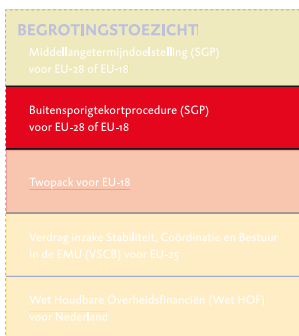 BEGROTINGSTOEZICHT
Middellangetermijndoelstelling (SGP)
voor EU-28 of EU-18
Buitensporigtekortprocedure (SGP)
voor EU-28 of EU-18
Twopack voor EU-18
Verdrag inzake Stabiliteit, Coördinatie en Bestuur
in de EMU (VSCB) voor EU-25
Wet Houdbare Overheidsfinanciën (Wet HOF)
voor Nederland